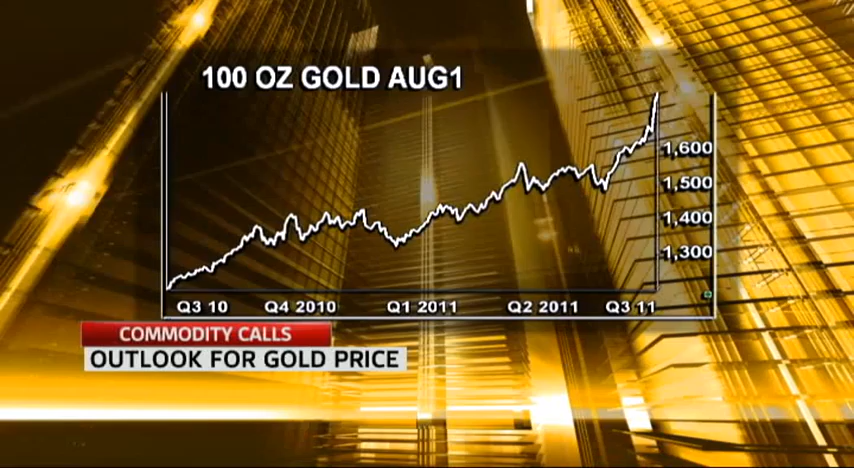 100 OZ GOLD AUG1
1,600
1,500
1,400
1,300
Q3 10 Q4 2010 Q1 2011 Q2 2011 Q3 11
COMMODITY CALLS
OUTLOOK FOR GOLD PRICE